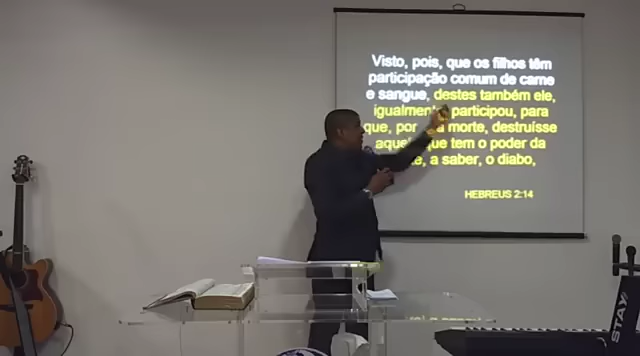 Visto, pois, que os filhos têm
participação comum de carne
e sangue, destes também ele,
participou, para
que, por morte, destruísse
que tem o poder da
a saber, o diabo,
HEBREUS 2:14
STAY